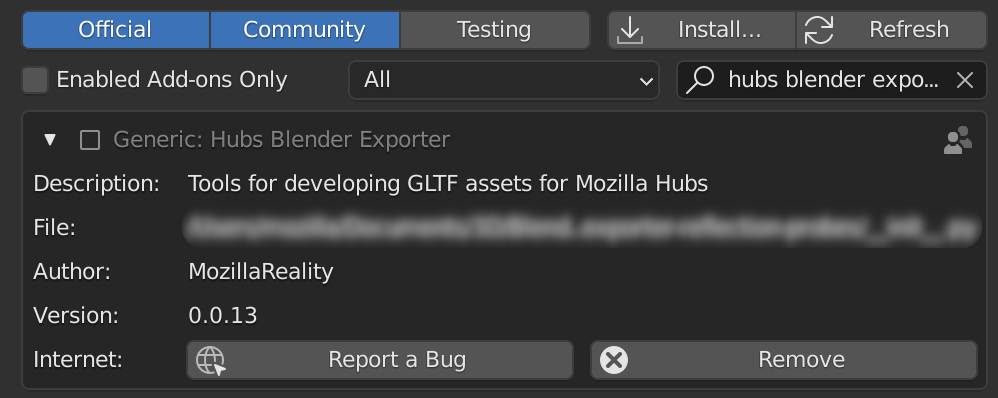 Official Community Testing Install... Refresh
Enabled Add-ons Only All hubs blender expo...
Generic: Hubs Blender Exporter
Description: Tools for developing GLTF assets for Mozilla Hubs
File:
Author: MozillaReality
Version: 0.0.13
Internet: Report a Bug Remove